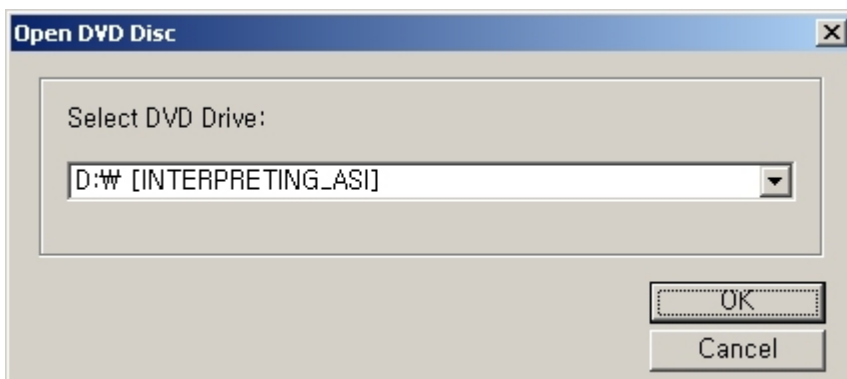 Open DVD Disc
Select DVD Drive:
D:₩ [INTERPRETING_ASI]
OK
Cancel